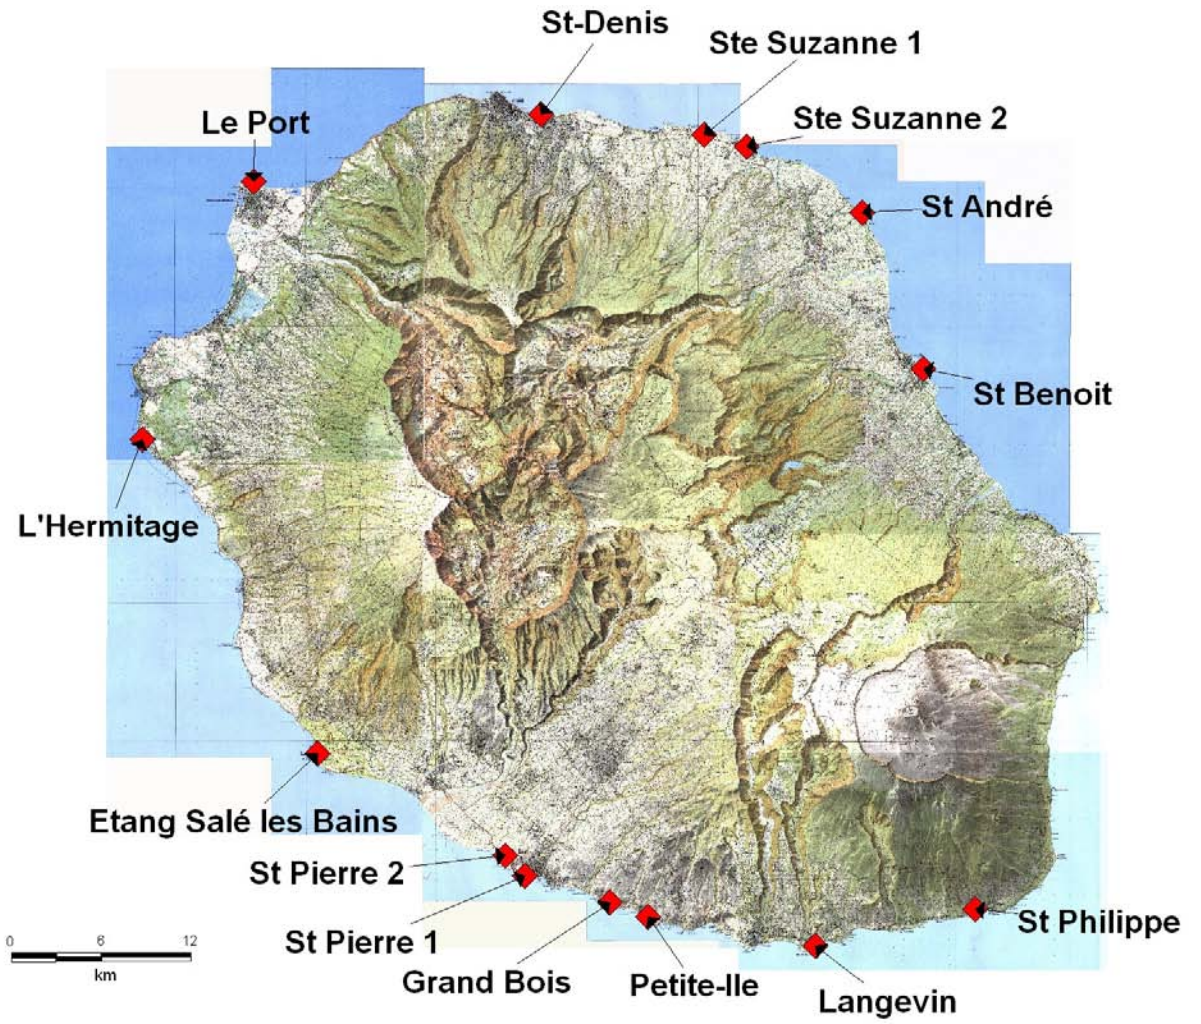 St-Denis
Ste Suzanne 1
Le Port
Ste Suzanne 2
St André
St Benoit
L'Hermitage
Etang Salé les Bains
St Pierre 2
St Philippe
St Pierre 1
0 6 12
km
Grand Bois
Petite-Ile
Langevin